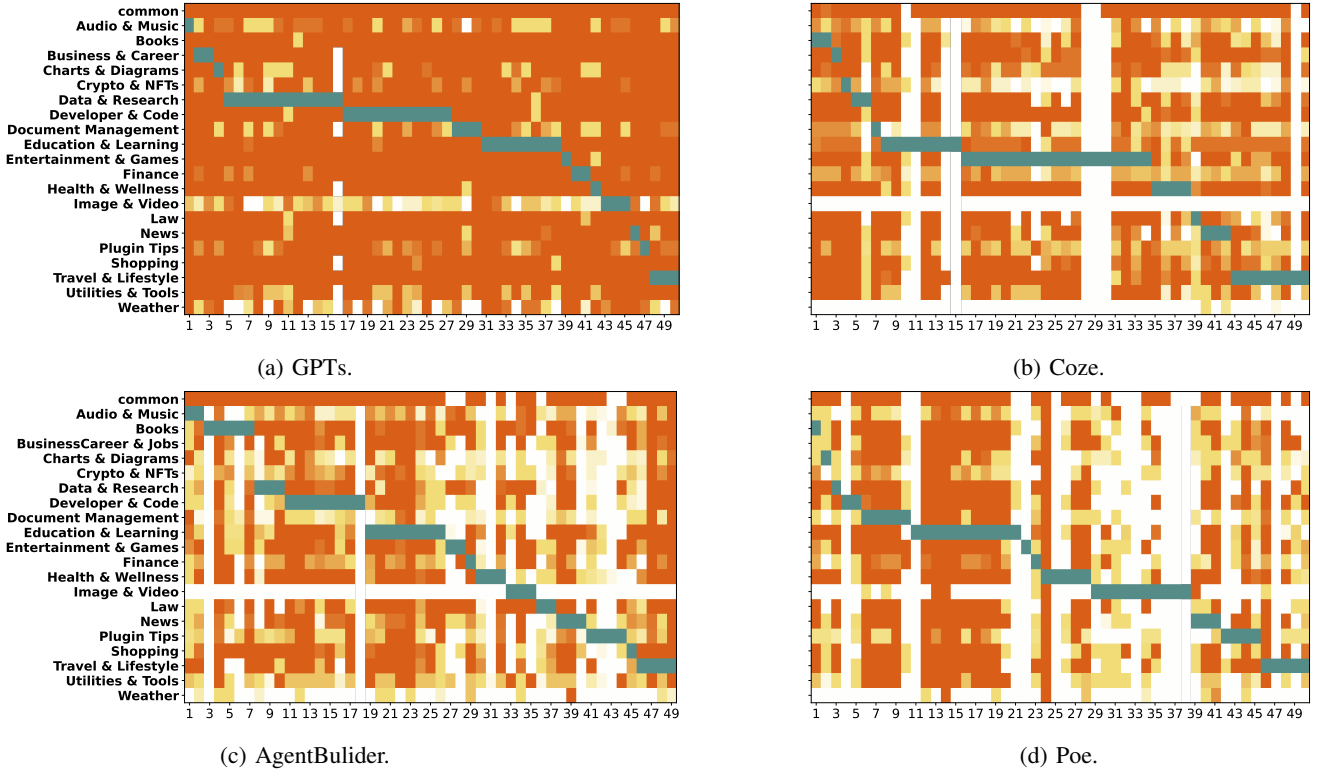 common
Audio & Music
Books
Business & Career
Charts & Diagrams
Crypto & NFTs
Data & Research
Developer & Code
Document Management
Education & Learning
Entertainment & Games
Finance
Health & Wellness
Image & Video
Law
News
Plugin Tips
Shopping
Travel & Lifestyle
Utilities & Tools
Weather
1 3 5 7 9 11 13 15 17 19 21 23 25 27 29 31 33 35 37 39 41 43 45 47 49
1 3 5 7 9 11 13 15 17 19 21 23 25 27 29 31 33 35 37 39 41 43 45 47 49
(a) GPTs.
(b) Coze.
common
Audio & Music
Books
BusinessCareer & Jobs
Charts & Diagrams
Crypto & NFTs
Data & Research
Developer & Code
Document Management
Education & Learning
Entertainment & Games
Finance
Health & Wellness
Image & Video
Law
News
Plugin Tips
Shopping
Travel & Lifestyle
Utilities & Tools
Weather
1 3 5 7 9 11 13 15 17 19 21 23 25 27 29 31 33 35 37 39 41 43 45 47 49
1 3 5 7 9 11 13 15 17 19 21 23 25 27 29 31 33 35 37 39 41 43 45 47 49
(c) AgentBulider.
(d) Poe.